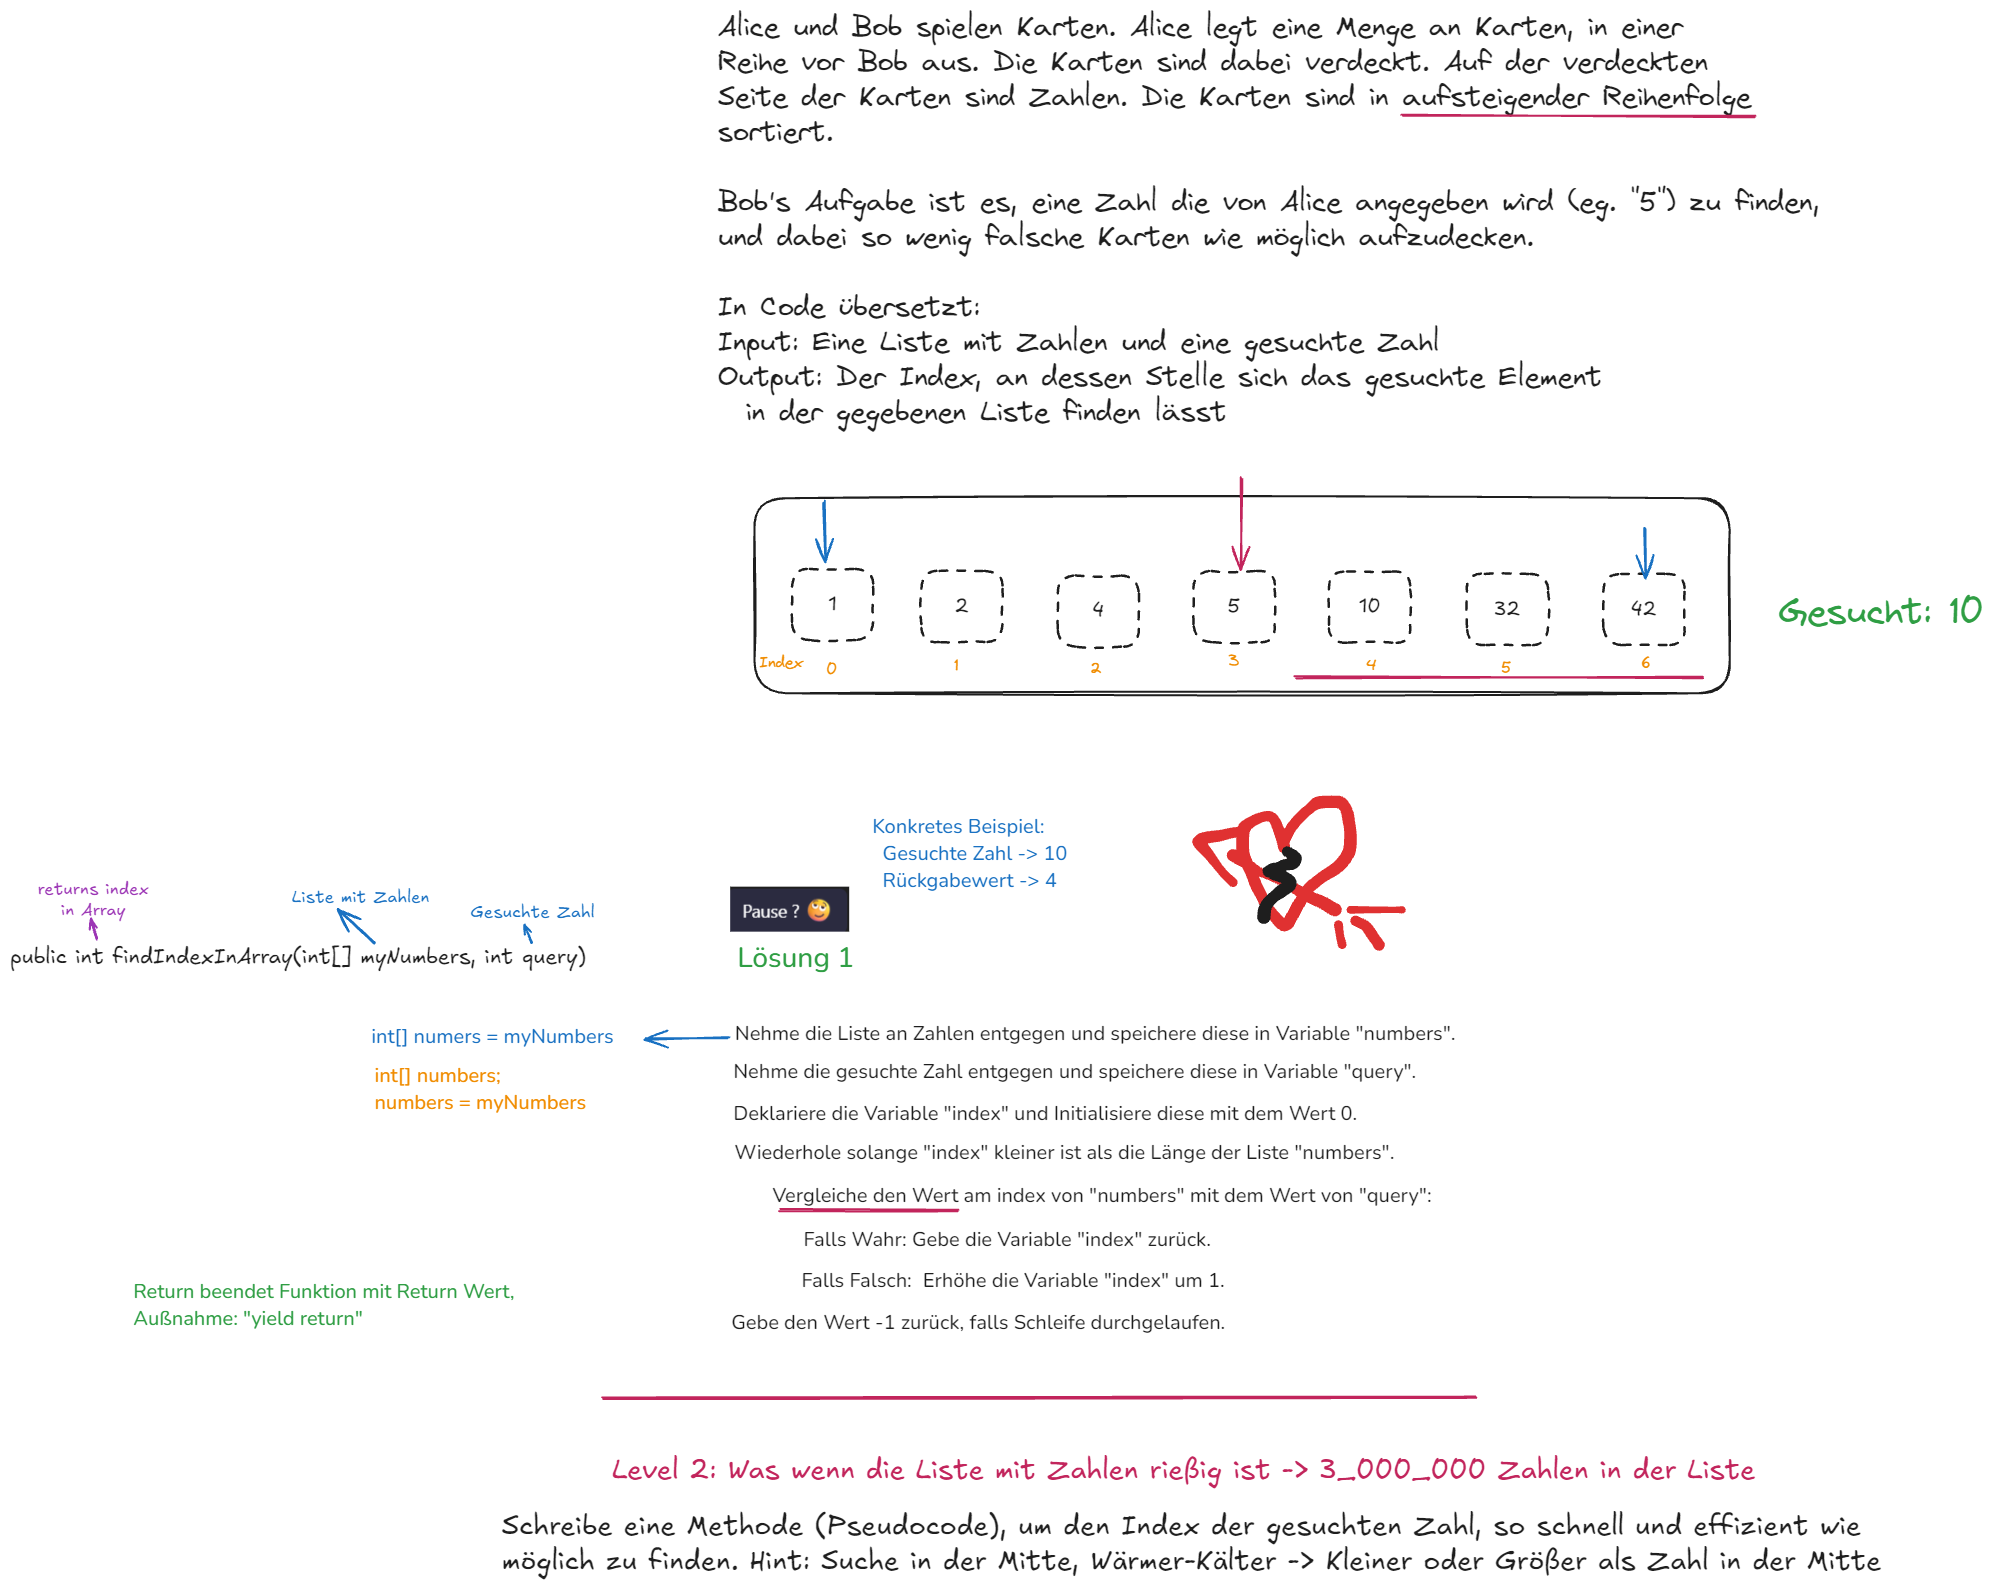 Alice und Bob spielen Karten. Alice legt eine Menge an Karten, in einer
Reihe vor Bob aus. Die Karten sind dabei verdeckt. Auf der verdeckten
Seite der Karten sind Zahlen. Die Karten sind in aufsteigender Reihenfolge
sortiert.
Bob's Aufgabe ist es, eine Zahl die von Alice angegeben wird (eg. "5") zu finden,
und dabei so wenig falsche Karten wie möglich aufzudecken.
In Code übersetzt:
Input: Eine Liste mit Zahlen und eine gesuchte Zahl
Output: Der Index, an dessen Stelle sich das gesuchte Element
in der gegebenen Liste finden lässt
1 2 4 5 10 32 42
Gesucht: 10
Index 0 1 2 3 4 5 6
Konkretes Beispiel:
Gesuchte Zahl -> 10
Rückgabewert -> 4
returns index
in Array
Liste mit Zahlen
Gesuchte Zahl
public int findIndexInArray(int[] myNumbers, int query)
Pause ?
Lösung 1
int[] numers = myNumbers
int[] numbers;
numbers = myNumbers
Nehme die Liste an Zahlen entgegen und speichere diese in Variable "numbers".
Nehme die gesuchte Zahl entgegen und speichere diese in Variable "query".
Deklariere die Variable "index" und Initialisiere diese mit dem Wert 0.
Wiederhole solange "index" kleiner ist als die Länge der Liste "numbers".
Vergleiche den Wert am index von "numbers" mit dem Wert von "query":
Falls Wahr: Gebe die Variable "index" zurück.
Falls Falsch: Erhöhe die Variable "index" um 1.
Gebe den Wert -1 zurück, falls Schleife durchgelaufen.
Return beendet Funktion mit Return Wert,
Außnahme: "yield return"
Level 2: Was wenn die Liste mit Zahlen rießig ist -> 3_000_000 Zahlen in der Liste
Schreibe eine Methode (Pseudocode), um den Index der gesuchten Zahl, so schnell und effizient wie
möglich zu finden. Hint: Suche in der Mitte, Wärmer-Kälter -> Kleiner oder Größer als Zahl in der Mitte